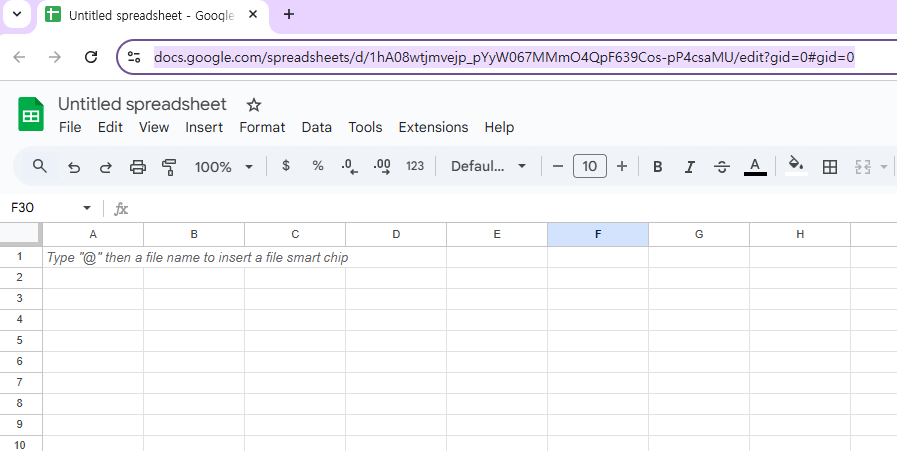 Untitled spreadsheet - Google
docs.google.com/spreadsheets/d/1hA08wtjmvejp_pYyW067MMmO4QpF639Cos-pP4csaMU/edit?gid=0#gid=0
Untitled spreadsheet
File Edit View Insert Format Data Tools Extensions Help
100% $ % .0 .00 123 Defaul... − 10 + B I S A
F30 fx
A B C D E F G H
1 Type "@" then a file name to insert a file smart chip
2
3
4
5
6
7
8
9
10